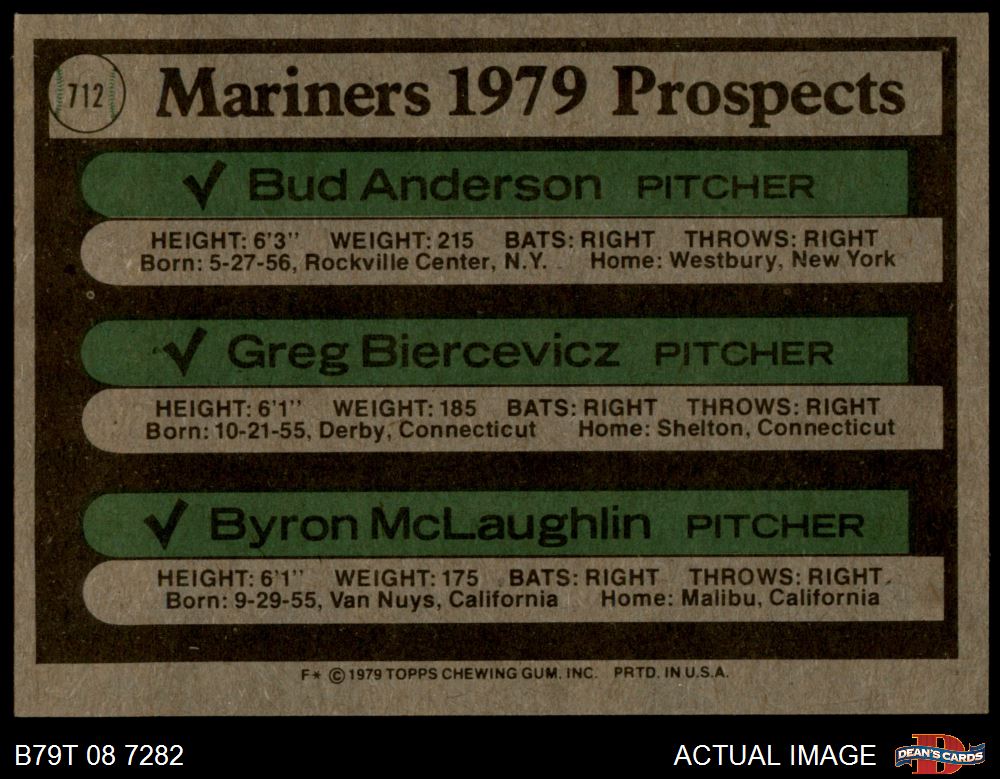 712
Mariners 1979 Prospects
✓ Bud Anderson PITCHER
HEIGHT: 6'3'' WEIGHT: 215 BATS: RIGHT THROWS: RIGHT
Born: 5-27-56, Rockville Center, N.Y. Home: Westbury, New York
✓ Greg Biercevicz PITCHER
HEIGHT: 6'1'' WEIGHT: 185 BATS: RIGHT THROWS: RIGHT
Born: 10-21-55, Derby, Connecticut Home: Shelton, Connecticut
✓ Byron McLaughlin PITCHER
HEIGHT: 6'1'' WEIGHT: 175 BATS: RIGHT THROWS: RIGHT
Born: 9-29-55, Van Nuys, California Home: Malibu, California
F* ©1979 TOPPS CHEWING GUM, INC. PRTD. IN U.S.A.
B79T 08 7282 ACTUAL IMAGE
D
DEAN'S CARDS